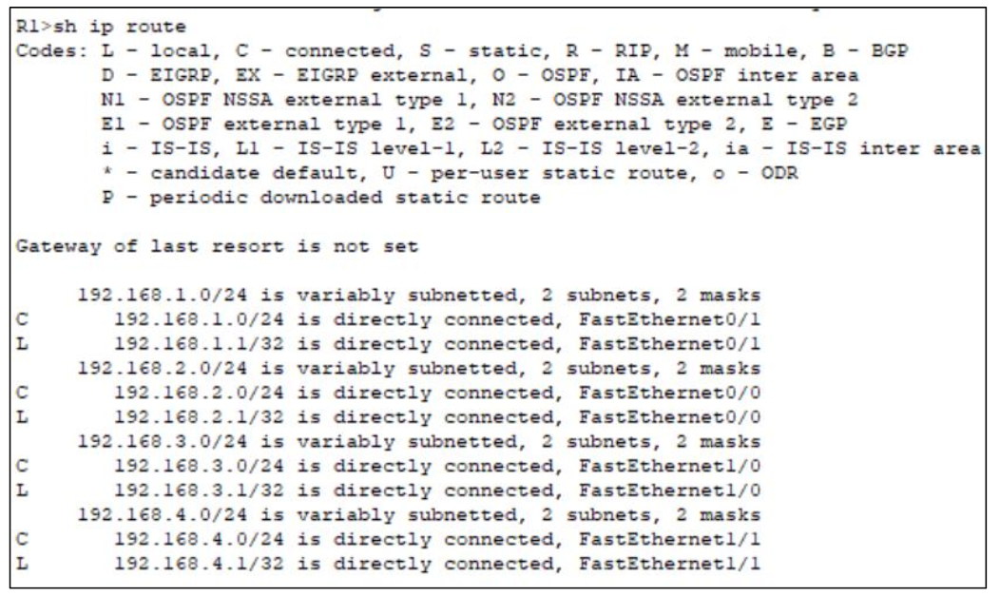 R1>sh ip route
Codes: L - local, C - connected, S - static, R - RIP, M - mobile, B - BGP
       D - EIGRP, EX - EIGRP external, O - OSPF, IA - OSPF inter area
       N1 - OSPF NSSA external type 1, N2 - OSPF NSSA external type 2
       E1 - OSPF external type 1, E2 - OSPF external type 2, E - EGP
       i - IS-IS, L1 - IS-IS level-1, L2 - IS-IS level-2, ia - IS-IS inter area
       * - candidate default, U - per-user static route, o - ODR
       P - periodic downloaded static route

Gateway of last resort is not set

     192.168.1.0/24 is variably subnetted, 2 subnets, 2 masks
C       192.168.1.0/24 is directly connected, FastEthernet0/1
L       192.168.1.1/32 is directly connected, FastEthernet0/1
     192.168.2.0/24 is variably subnetted, 2 subnets, 2 masks
C       192.168.2.0/24 is directly connected, FastEthernet0/0
L       192.168.2.1/32 is directly connected, FastEthernet0/0
     192.168.3.0/24 is variably subnetted, 2 subnets, 2 masks
C       192.168.3.0/24 is directly connected, FastEthernet1/0
L       192.168.3.1/32 is directly connected, FastEthernet1/0
     192.168.4.0/24 is variably subnetted, 2 subnets, 2 masks
C       192.168.4.0/24 is directly connected, FastEthernet1/1
L       192.168.4.1/32 is directly connected, FastEthernet1/1